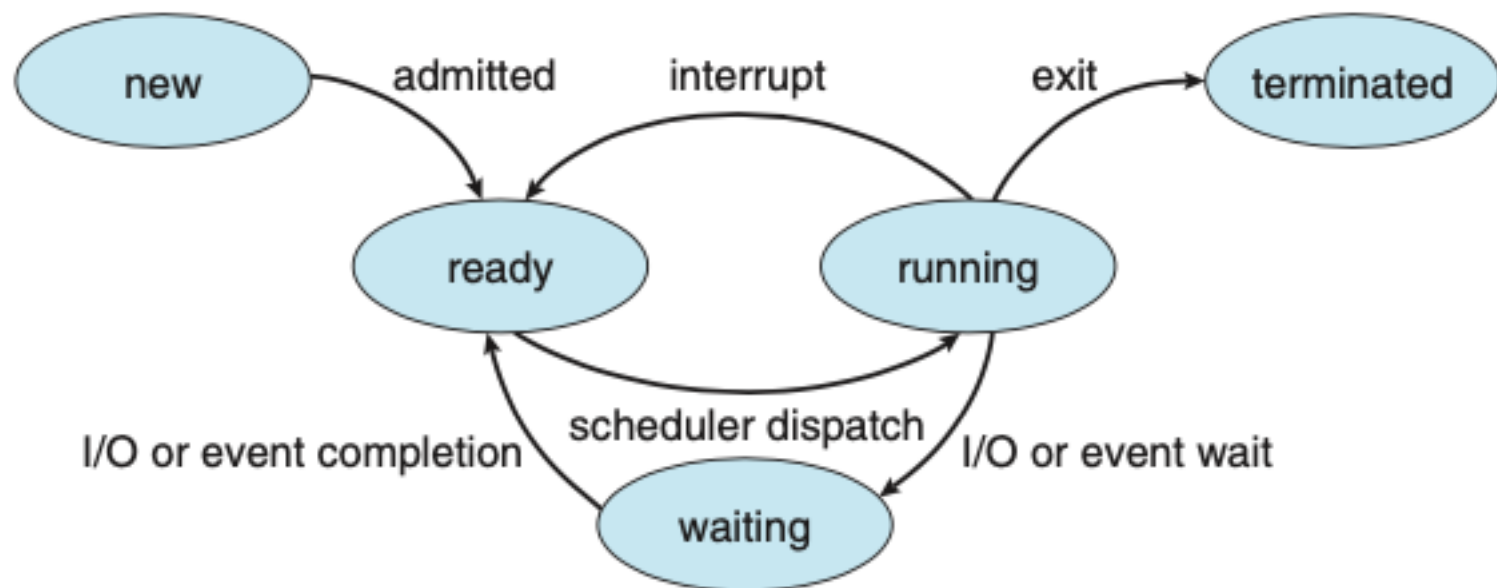 new
admitted
interrupt
exit
terminated
ready
running
scheduler dispatch
I/O or event completion
I/O or event wait
waiting